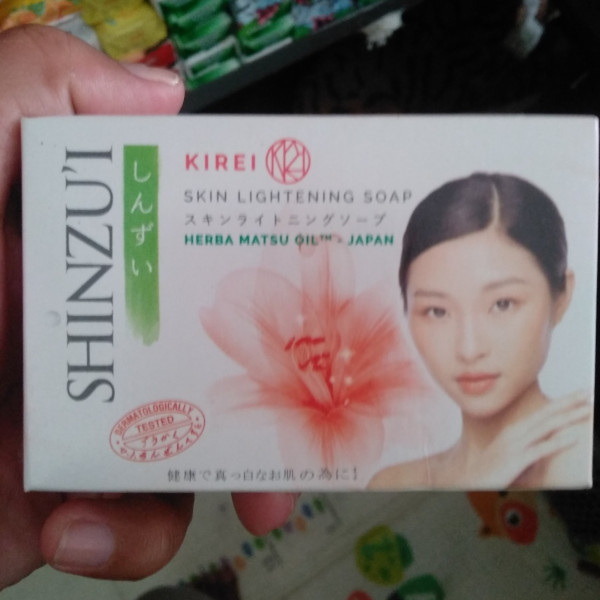 SHINZU'I
しんずい
KIREI
SKIN LIGHTENING SOAP
スキンライトニングソープ
HERBA MATSU OIL - JAPAN
DERMATOLOGICALLY
TESTED
健康で真っ白なお肌の為に!